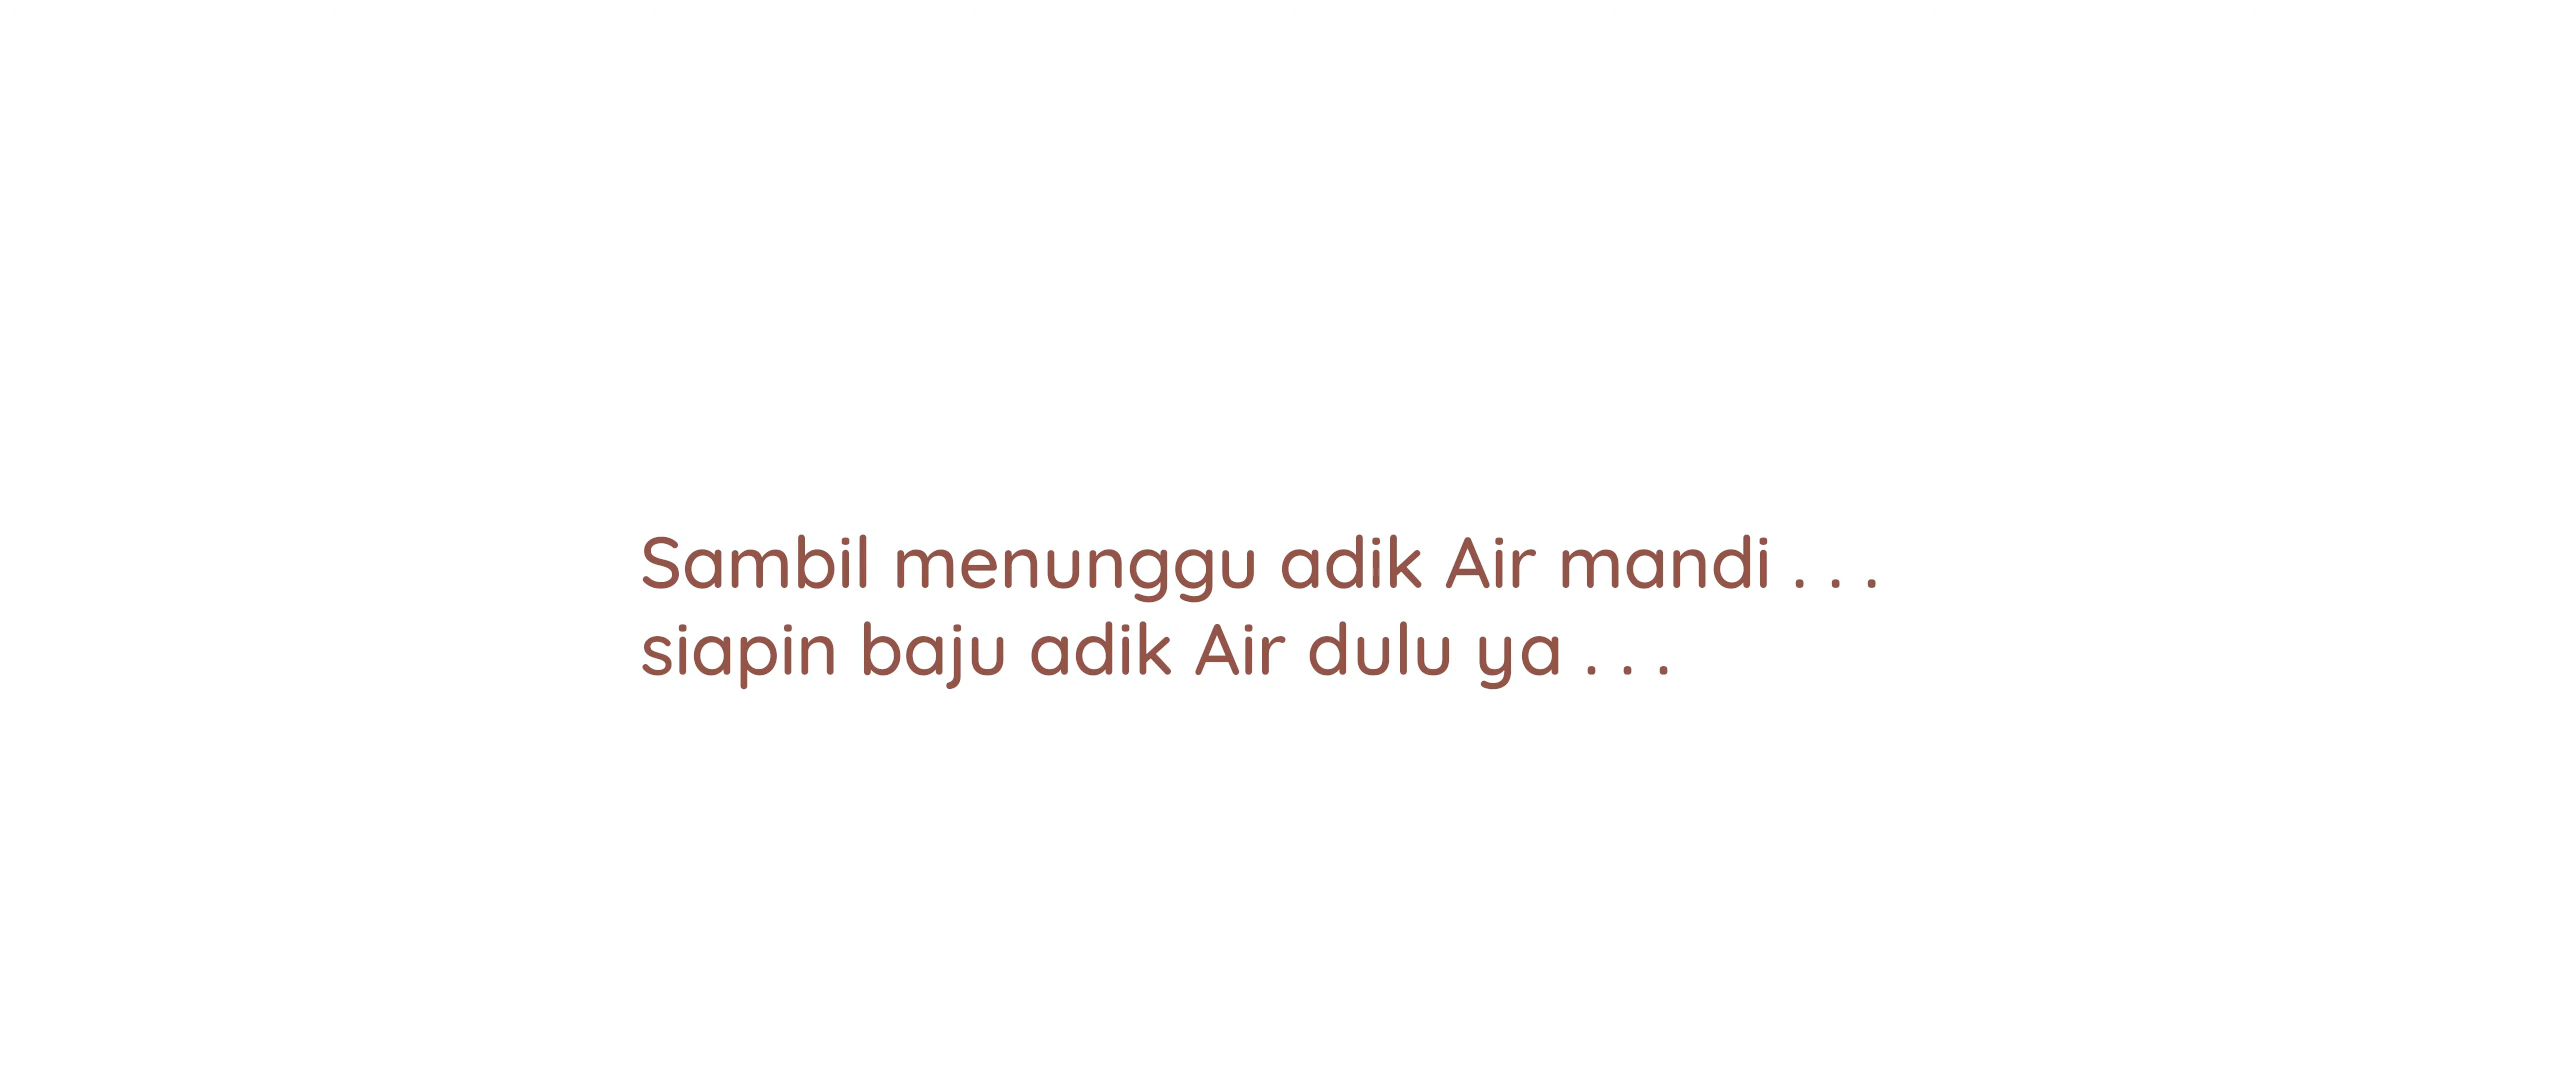 Sambil menunggu adik Air mandi . . .
siapin baju adik Air dulu ya . . .